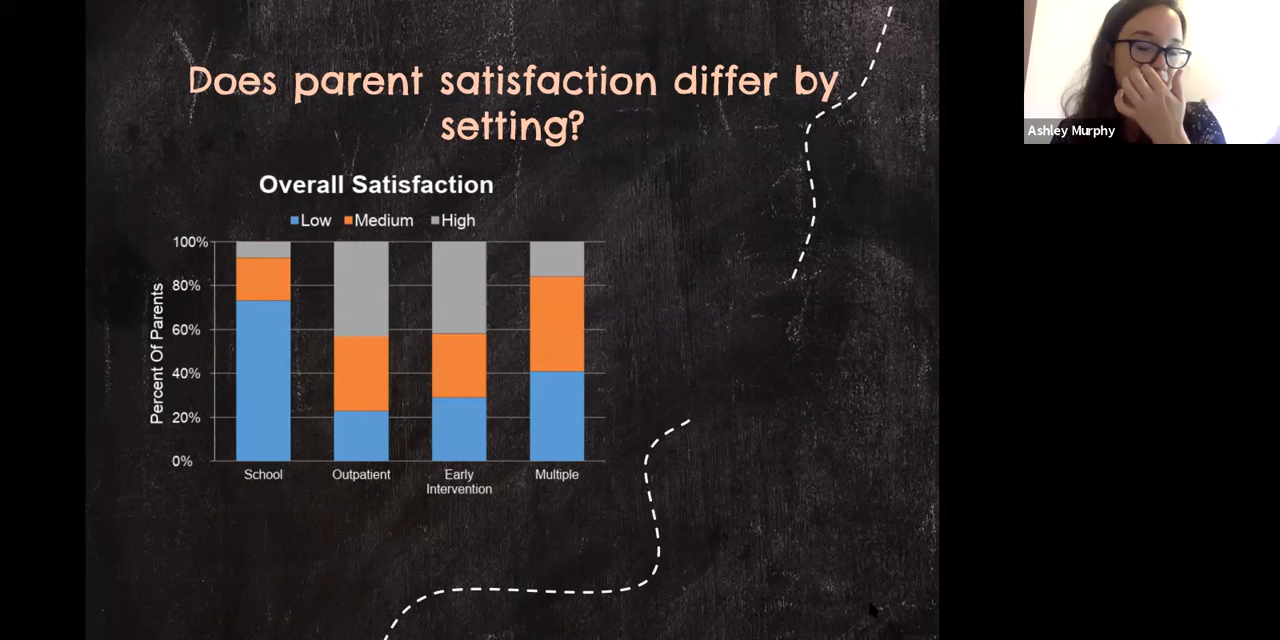 Does parent satisfaction differ by
setting?
Ashley Murphy
Overall Satisfaction
Low Medium High
Percent Of Parents
100%
80%
60%
40%
20%
0%
School Outpatient Early Intervention Multiple